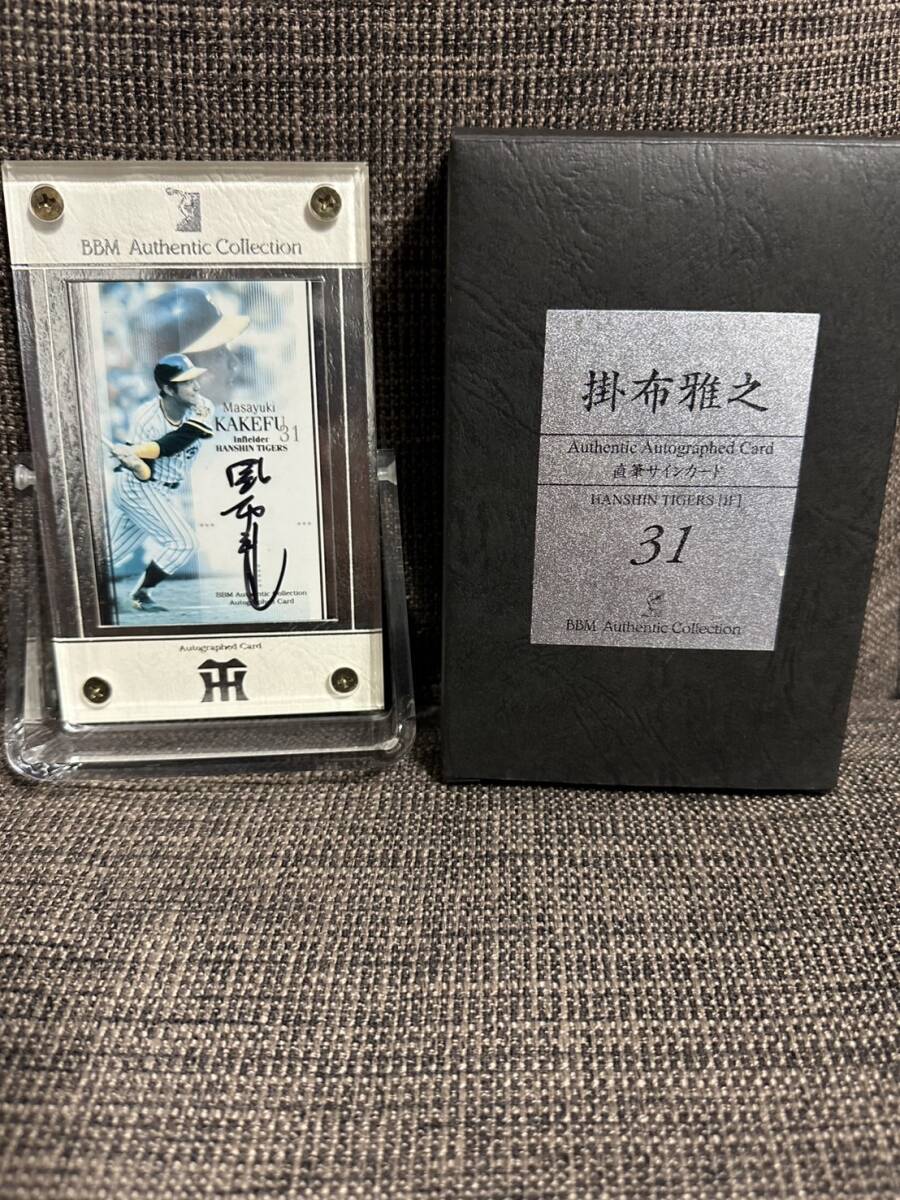 BBM Authentic Collection
Masayuki
KAKEFU
31
Infielder
HANSHIN TIGERS
BBM Authentic Collection
Autographed Card
Autographed Card
掛布雅之
Authentic Autographed Card
直筆サインカード
HANSHIN TIGERS [IF]
31
BBM Authentic Collection